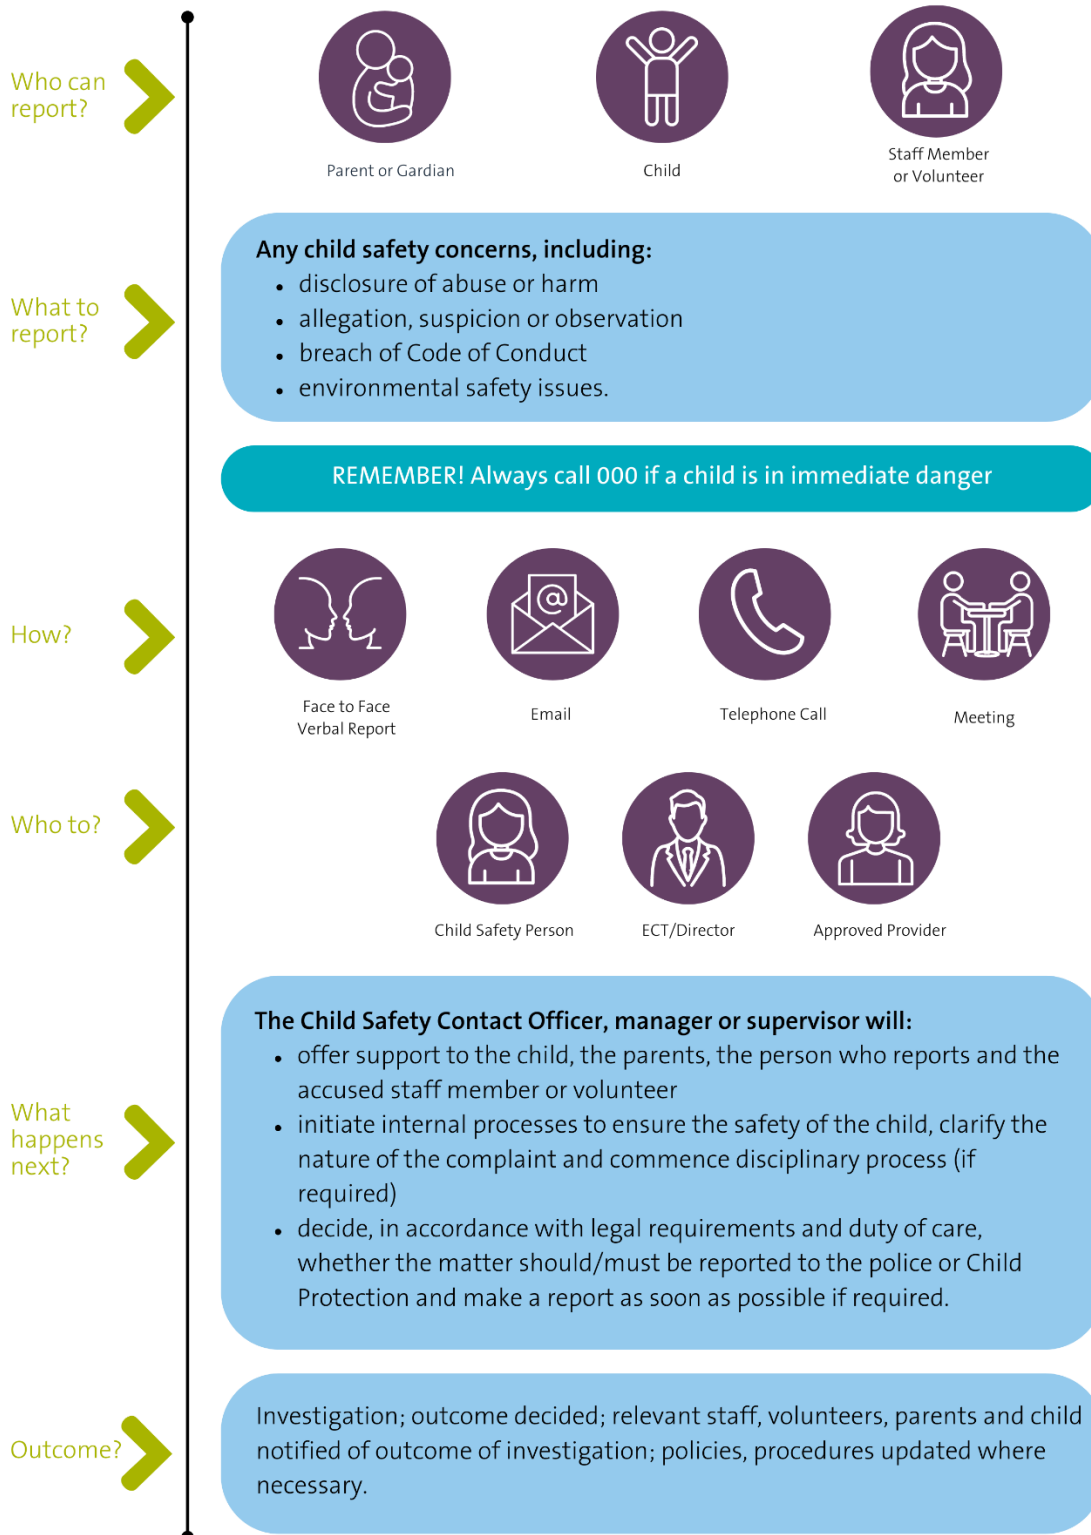 Who can
report?
Parent or Gardian
Child
Staff Member
or Volunteer
What to
report?
Any child safety concerns, including:
• disclosure of abuse or harm
• allegation, suspicion or observation
• breach of Code of Conduct
• environmental safety issues.
REMEMBER! Always call 000 if a child is in immediate danger
How?
@
Face to Face
Verbal Report
Email
Telephone Call
Meeting
Who to?
Child Safety Person
ECT/Director
Approved Provider
What
happens
next?
The Child Safety Contact Officer, manager or supervisor will:
• offer support to the child, the parents, the person who reports and the
accused staff member or volunteer
• initiate internal processes to ensure the safety of the child, clarify the
nature of the complaint and commence disciplinary process (if
required)
• decide, in accordance with legal requirements and duty of care,
whether the matter should/must be reported to the police or Child
Protection and make a report as soon as possible if required.
Outcome?
Investigation; outcome decided; relevant staff, volunteers, parents and child
notified of outcome of investigation; policies, procedures updated where
necessary.